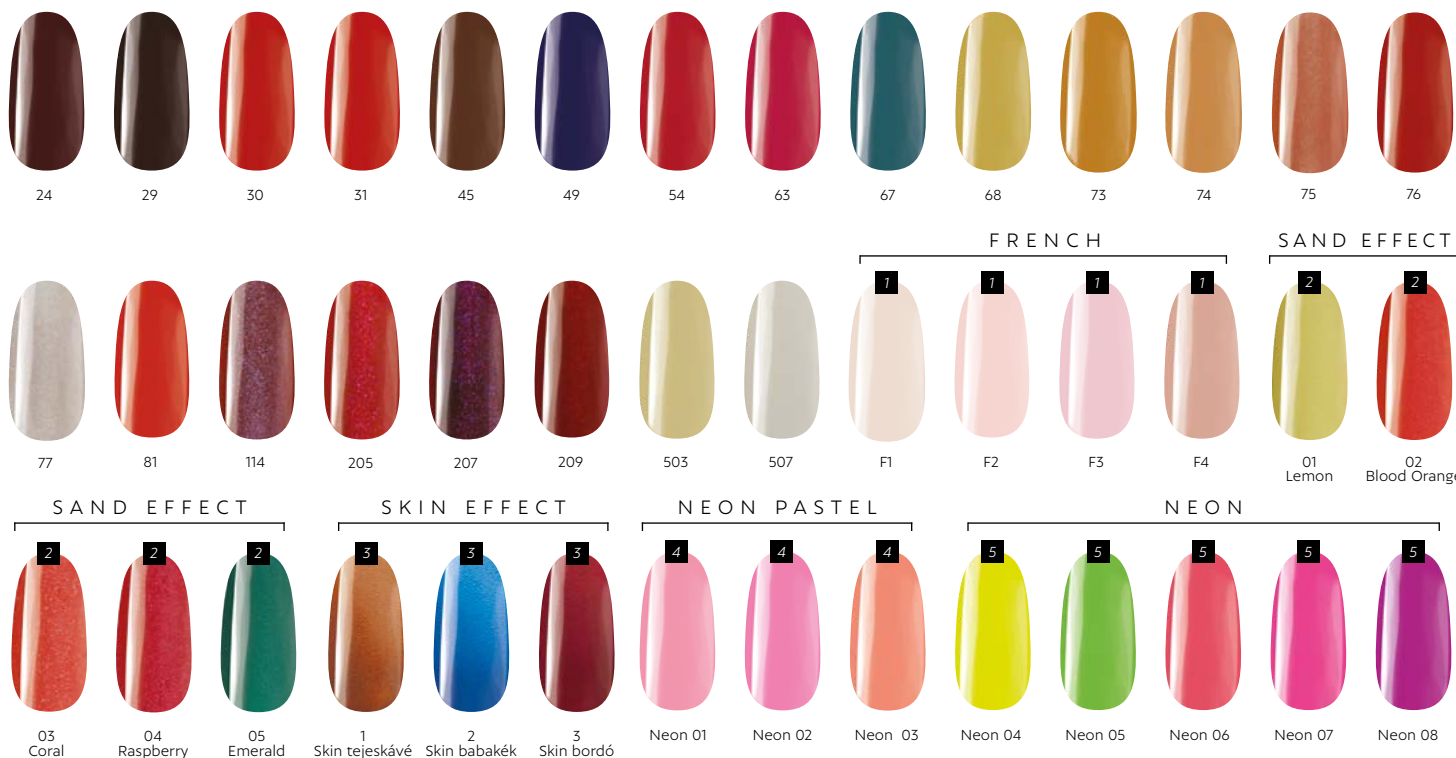 24 29 30 31 45 49 54 63 67 68 73 74 75 76
FRENCH SAND EFFECT
1 1 1 1 2 2
77 81 114 205 207 209 503 507 F1 F2 F3 F4 01 02
Lemon Blood Orange
SAND EFFECT SKIN EFFECT NEON PASTEL NEON
2 2 2 3 3 3 4 4 4 5 5 5 5 5
03 04 05 1 2 3 Neon 01 Neon 02 Neon 03 Neon 04 Neon 05 Neon 06 Neon 07 Neon 08
Coral Raspberry Emerald Skin tejeskávé Skin babakék Skin bordó